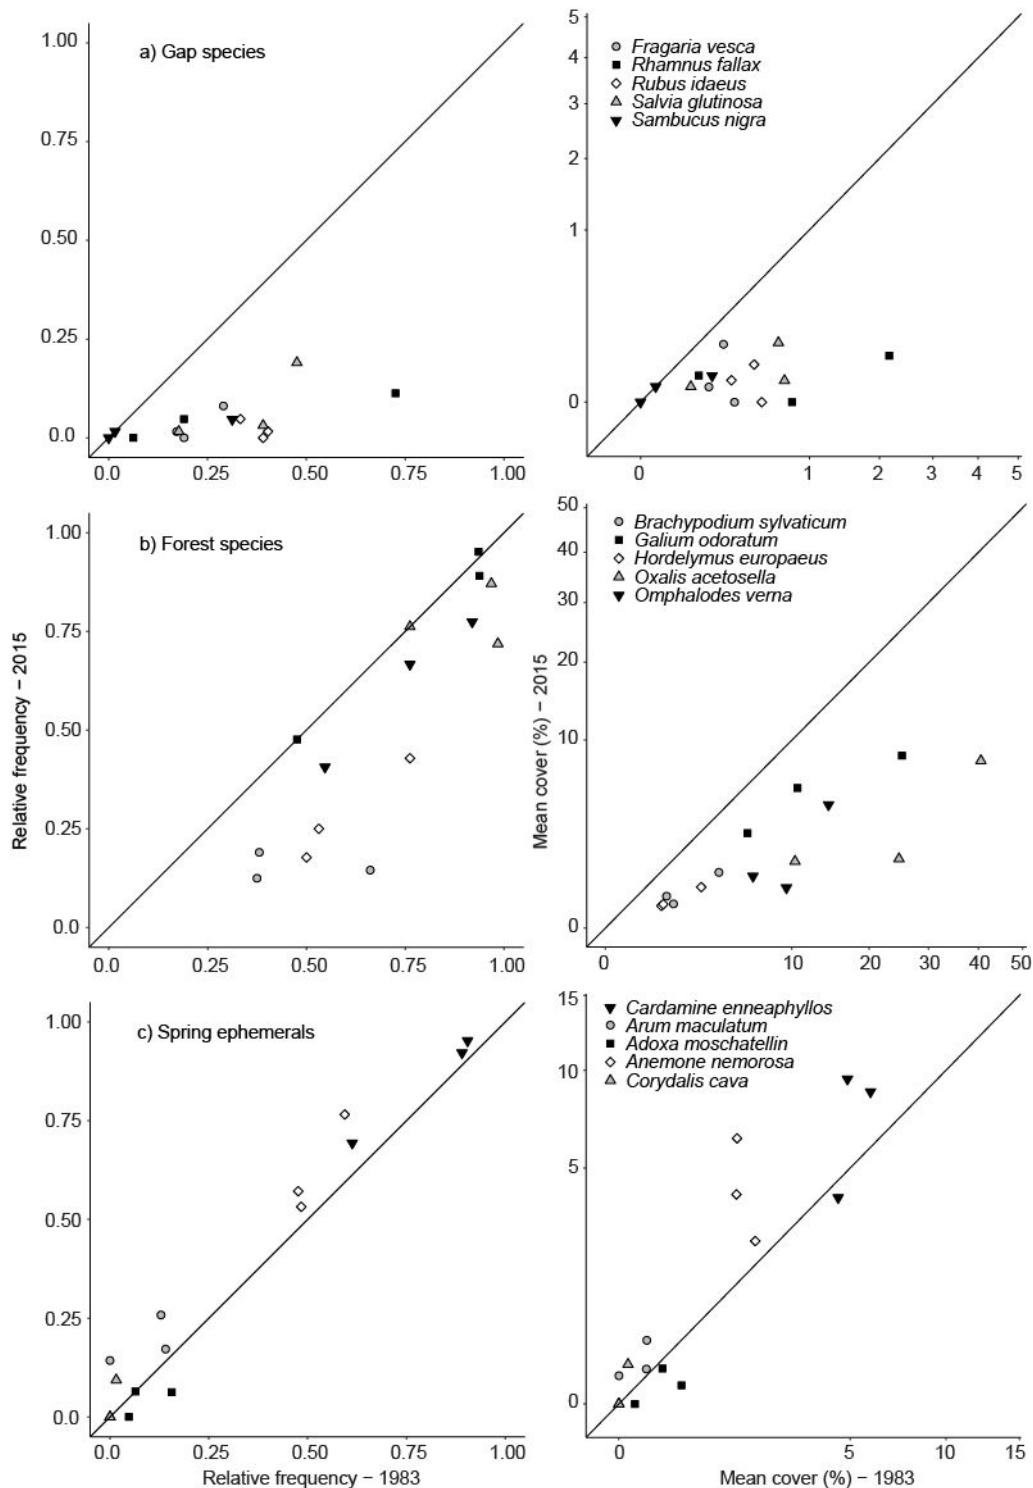 1.00
a) Gap species
0.75
0.50
0.25
0.0
0.0 0.25 0.50 0.75 1.00
5
4
3
2
1
0
Fragaria vesca
Rhamnus fallax
Rubus idaeus
Salvia glutinosa
Sambucus nigra
0 1 2 3 4 5
1.00
b) Forest species
0.75
0.50
0.25
0.0
0.0 0.25 0.50 0.75 1.00
Relative frequency – 2015
50
40
30
20
10
0
Brachypodium sylvaticum
Galium odoratum
Hordelymus europaeus
Oxalis acetosella
Omphalodes verna
0 10 20 30 40 50
Mean cover (%) – 2015
1.00
c) Spring ephemerals
0.75
0.50
0.25
0.0
0.0 0.25 0.50 0.75 1.00
Relative frequency – 1983
15
10
5
0
Cardamine enneaphyllos
Arum maculatum
Adoxa moschatellin
Anemone nemorosa
Corydalis cava
0 5 10 15
Mean cover (%) – 1983